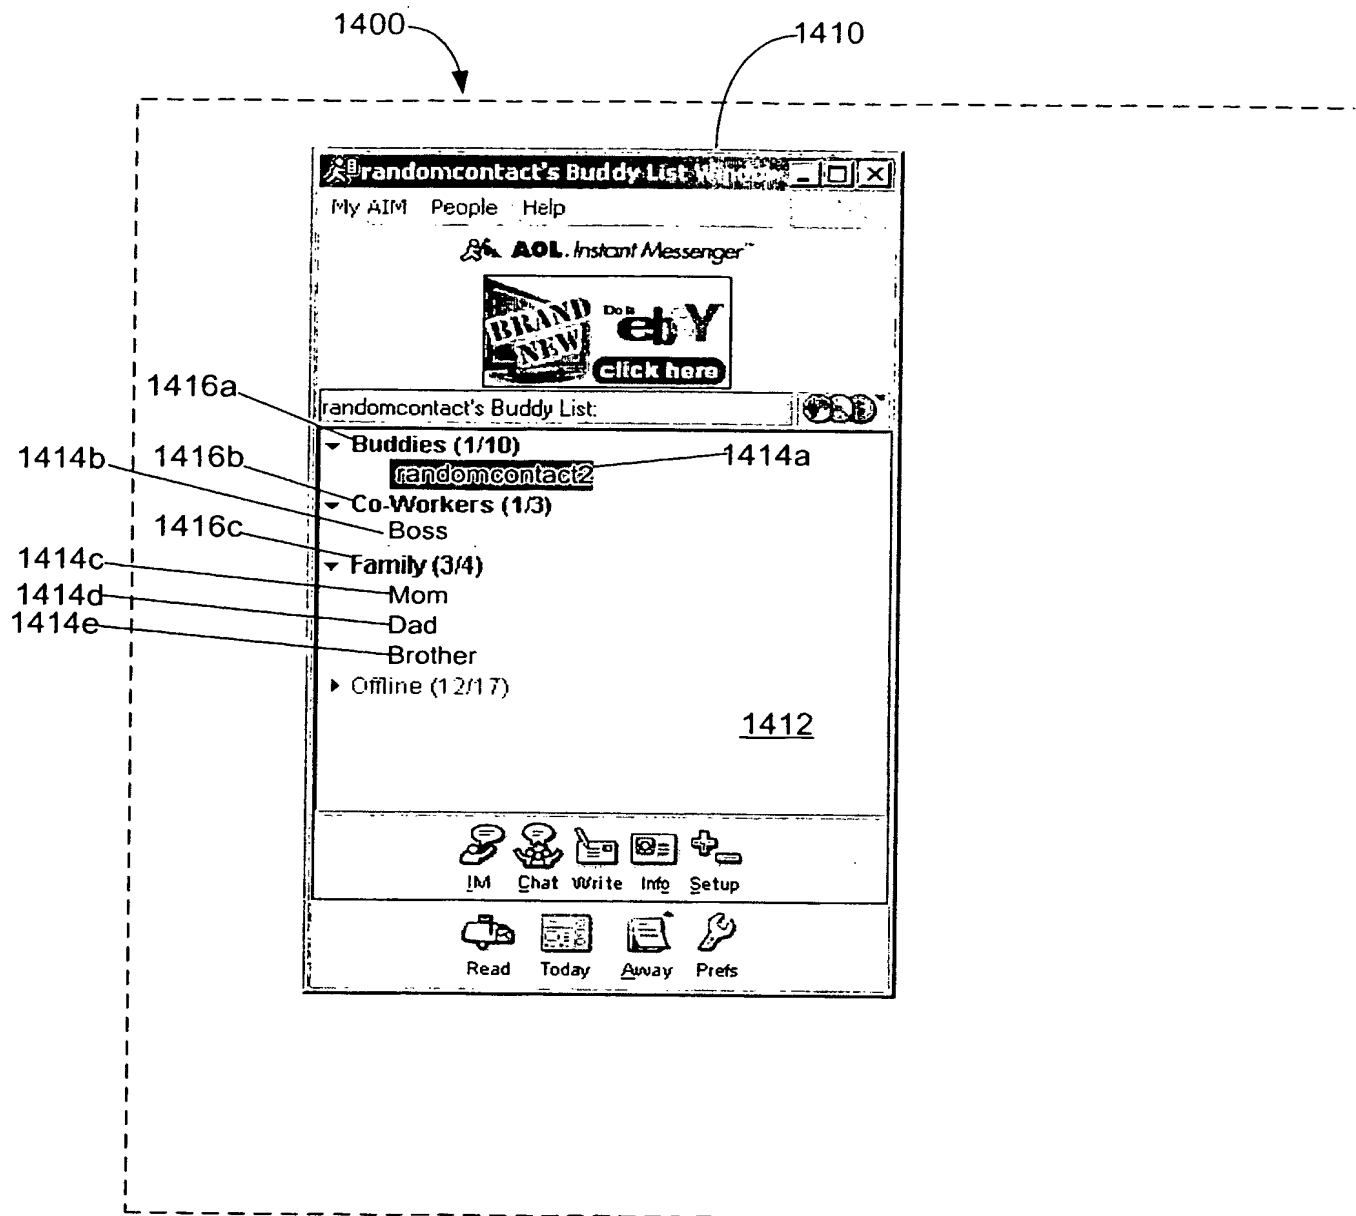 1400
1410
randomcontact's Buddy List Window
My AIM People Help
AOL Instant Messenger™
BRAND NEW
Do it
ebY
click here
1416a
randomcontact's Buddy List:
Buddies (1/10)
1414b 1416b randomcontact2 1414a
Co-Workers (1/3)
1416c Boss
1414c Family (3/4)
1414d Mom
1414e Dad
Brother
Offline (12/17)
1412
IM Chat Write Info Setup
Read Today Away Prefs